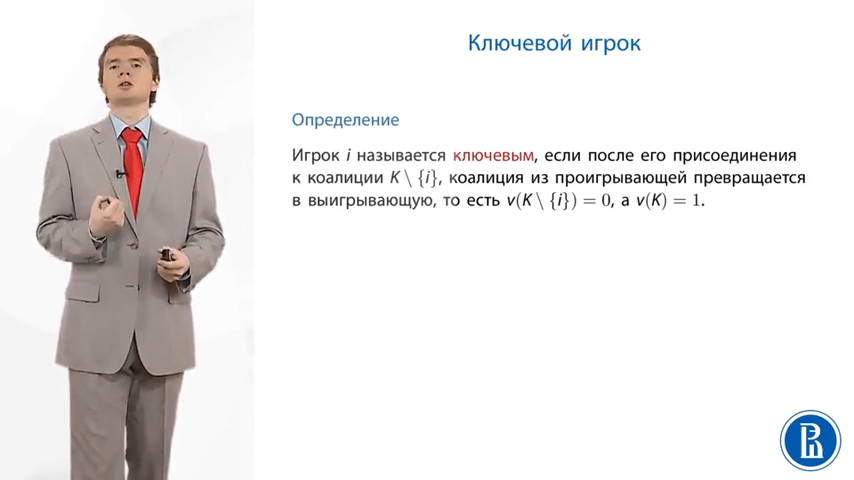 Ключевой игрок
Определение
Игрок i называется ключевым, если после его присоединения
к коалиции K \ {i}, коалиция из проигрывающей превращается
в выигрывающую, то есть v(K \ {i}) = 0, а v(K) = 1.